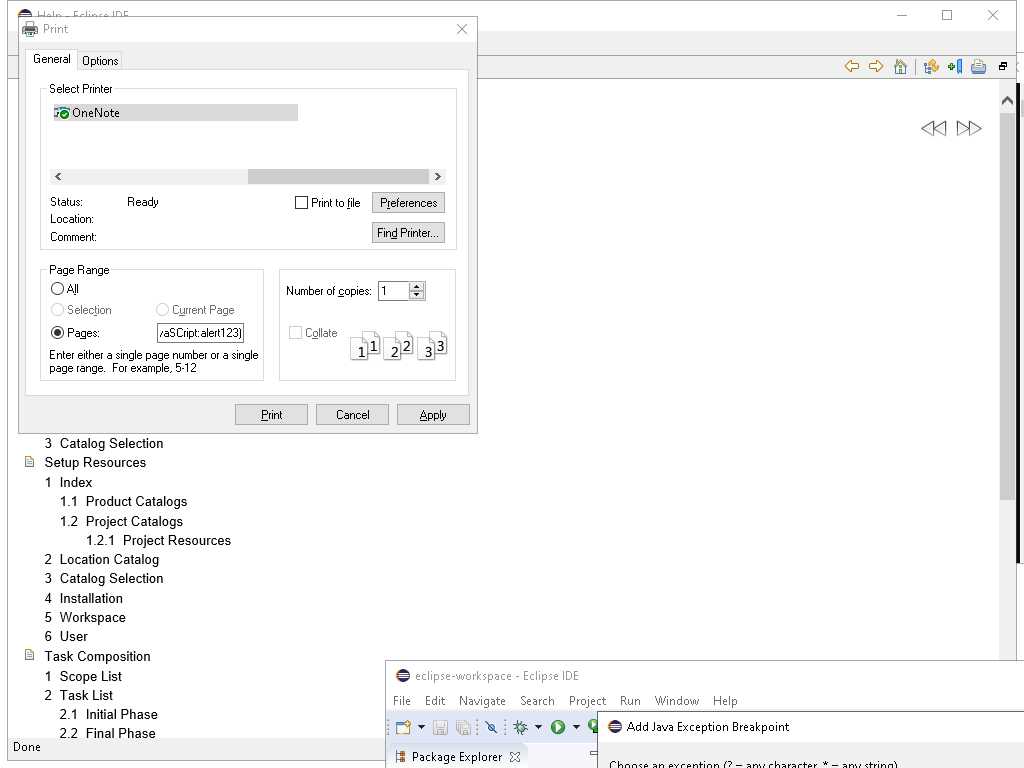 Help - Eclipse IDE
Print
General
Options
Select Printer
OneNote
Status: Ready
Print to file
Preferences
Location:
Comment:
Find Printer...
Page Range
All
Selection
Current Page
Pages:
aSCript:alert123)
Enter either a single page number or a single
page range. For example, 5-12
Number of copies: 1
Collate
1 1 2 2 3 3
Print
Cancel
Apply
3 Catalog Selection
Setup Resources
1 Index
1.1 Product Catalogs
1.2 Project Catalogs
1.2.1 Project Resources
2 Location Catalog
3 Catalog Selection
4 Installation
5 Workspace
6 User
Task Composition
1 Scope List
2 Task List
2.1 Initial Phase
2.2 Final Phase
Done
eclipse-workspace - Eclipse IDE
File Edit Navigate Search Project Run Window Help
Add Java Exception Breakpoint
Package Explorer
Choose an exception (? = any character, * = any string)